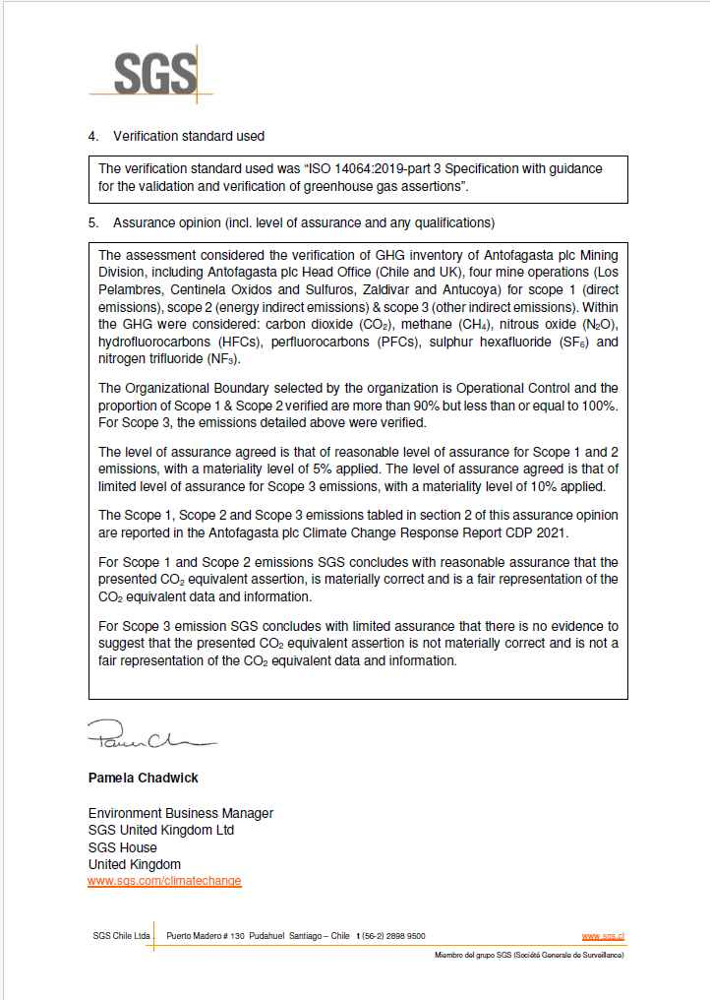 SGS
4. Verification standard used
The verification standard used was “ISO 14064:2019-part 3 Specification with guidance
for the validation and verification of greenhouse gas assertions”.
5. Assurance opinion (incl. level of assurance and any qualifications)
The assessment considered the verification of GHG inventory of Antofagasta plc Mining
Division, including Antofagasta plc Head Office (Chile and UK), four mine operations (Los
Pelambres, Centinela Oxidos and Sulfuros, Zaldivar and Antucoya) for scope 1 (direct
emissions), scope 2 (energy indirect emissions) & scope 3 (other indirect emissions). Within
the GHG were considered: carbon dioxide (CO₂), methane (CH₄), nitrous oxide (N₂O),
hydrofluorocarbons (HFCs), perfluorocarbons (PFCs), sulphur hexafluoride (SF₆) and
nitrogen trifluoride (NF₃).
The Organizational Boundary selected by the organization is Operational Control and the
proportion of Scope 1 & Scope 2 verified are more than 90% but less than or equal to 100%.
For Scope 3, the emissions detailed above were verified.
The level of assurance agreed is that of reasonable level of assurance for Scope 1 and 2
emissions, with a materiality level of 5% applied. The level of assurance agreed is that of
limited level of assurance for Scope 3 emissions, with a materiality level of 10% applied.
The Scope 1, Scope 2 and Scope 3 emissions tabled in section 2 of this assurance opinion
are reported in the Antofagasta plc Climate Change Response Report CDP 2021.
For Scope 1 and Scope 2 emissions SGS concludes with reasonable assurance that the
presented CO₂ equivalent assertion, is materially correct and is a fair representation of the
CO₂ equivalent data and information.
For Scope 3 emission SGS concludes with limited assurance that there is no evidence to
suggest that the presented CO₂ equivalent assertion is not materially correct and is not a
fair representation of the CO₂ equivalent data and information.
Pamela Chadwick
Environment Business Manager
SGS United Kingdom Ltd
SGS House
United Kingdom
www.sgs.com/climatechange
SGS Chile Ltda. Puerto Madero # 130 Pudahuel Santiago – Chile t (56-2) 2898 9500 www.sgs.cl
Miembro del grupo SGS (Société Generale de Surveillance)